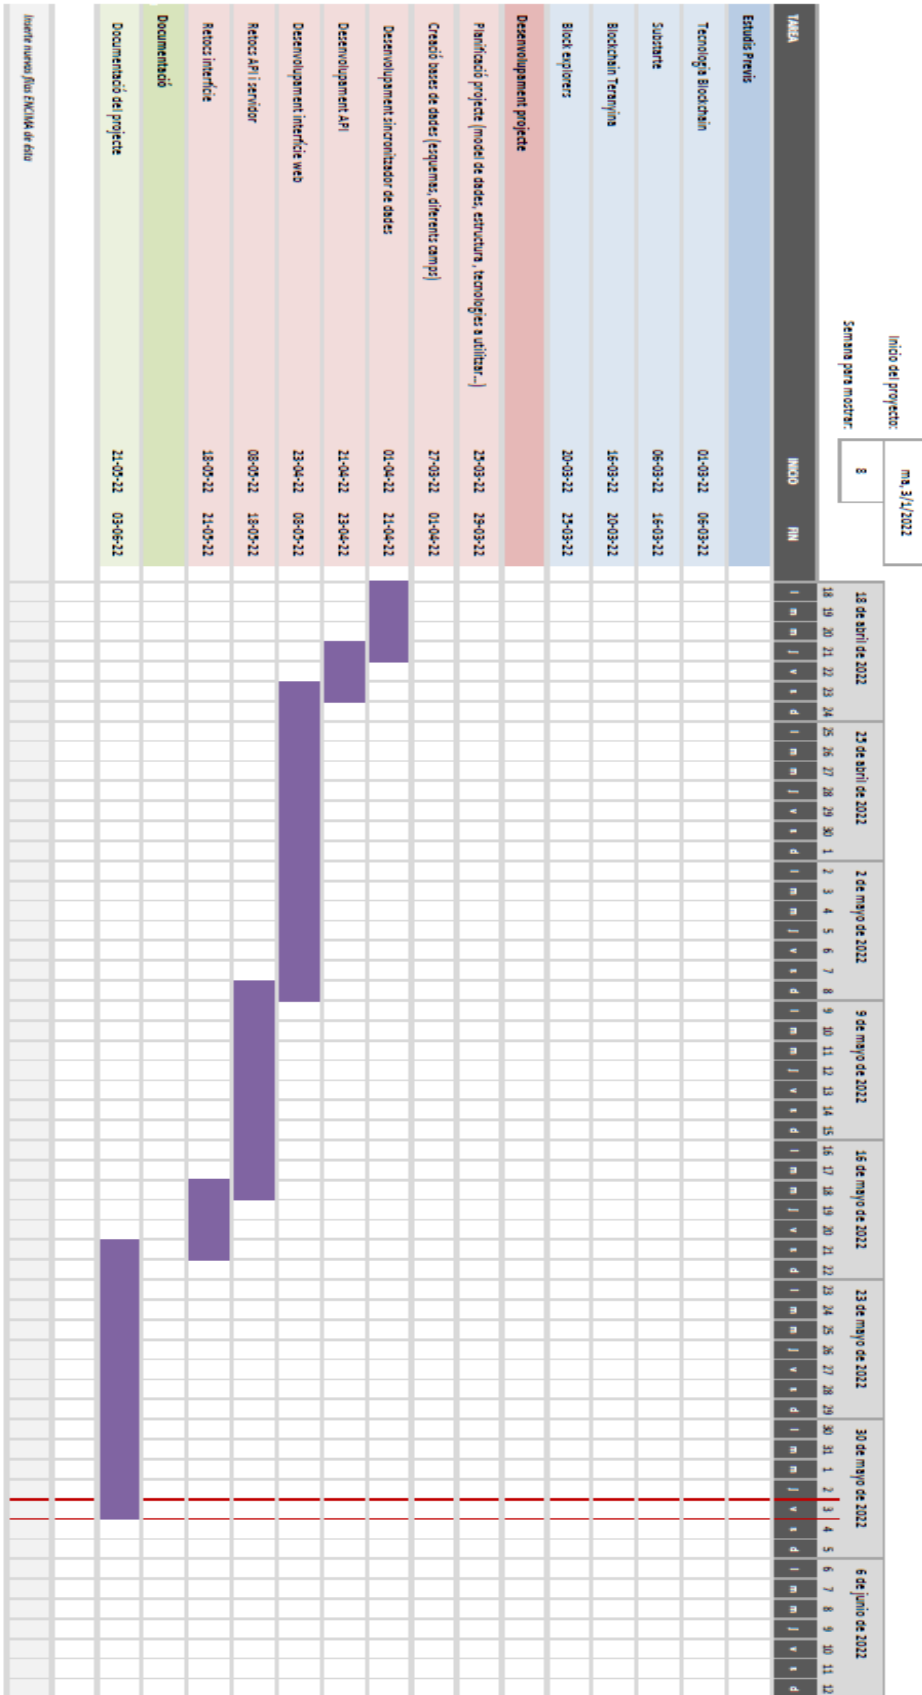 Inicio del proyecto: ma, 3/1/2022
Semana para mostrar: 8
18 de abril de 2022 25 de abril de 2022 2 de mayo de 2022 9 de mayo de 2022 16 de mayo de 2022 23 de mayo de 2022 30 de mayo de 2022 6 de junio de 2022
18 19 20 21 22 23 24 25 26 27 28 29 30 1 2 3 4 5 6 7 8 9 10 11 12 13 14 15 16 17 18 19 20 21 22 23 24 25 26 27 28 29 30 31 1 2 3 4 5 6 7 8 9 10 11 12
TAREA INICIO FIN l m m j v s d l m m j v s d l m m j v s d l m m j v s d l m m j v s d l m m j v s d l m m j v s d l m m j v s d
Estudis Previs
Tecnologia Blockchain 01-03-22 06-03-22
Substarte 06-03-22 16-03-22
Blockchain Teranyina 16-03-22 20-03-22
Block explorers 20-03-22 25-03-22
Desenvolupament projecte
Planificació projecte (model de dades, estructura , tecnologies a utilitzar...) 25-03-22 29-03-22
Creació bases de dades (esquemas, diferents camps) 27-03-22 01-04-22
Desenvolupament sincronitzador de dades 01-04-22 21-04-22
Desenvolupament API 21-04-22 23-04-22
Desenvolupament interfície web 23-04-22 08-05-22
Retocs API i servidor 08-05-22 18-05-22
Retocs interfície 18-05-22 21-05-22
Documentació
Documentació del projecte 21-05-22 03-06-22
Inserte nuevas filas ENCIMA de ésta